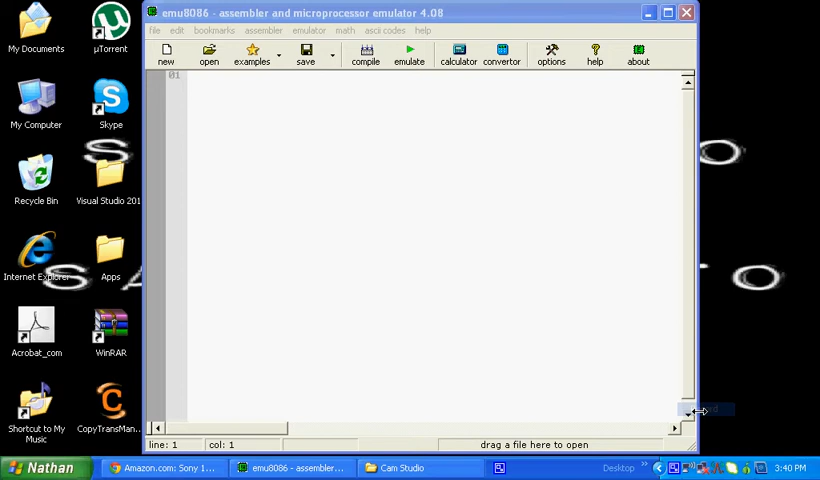 emu8086 - assembler and microprocessor emulator 4.08
file edit bookmarks assembler emulator math ascii codes help
new open examples save compile emulate calculator convertor options help about
01
line: 1 col: 1 drag a file here to open
My Documents
µTorrent
My Computer
Skype
Recycle Bin
Visual Studio 201
Internet Explorer
Apps
Acrobat_com
WinRAR
Shortcut to My
Music
CopyTransMan...
Nathan Amazon.com: Sony 1... emu8086 - assembler... Cam Studio Desktop » 3:40 PM